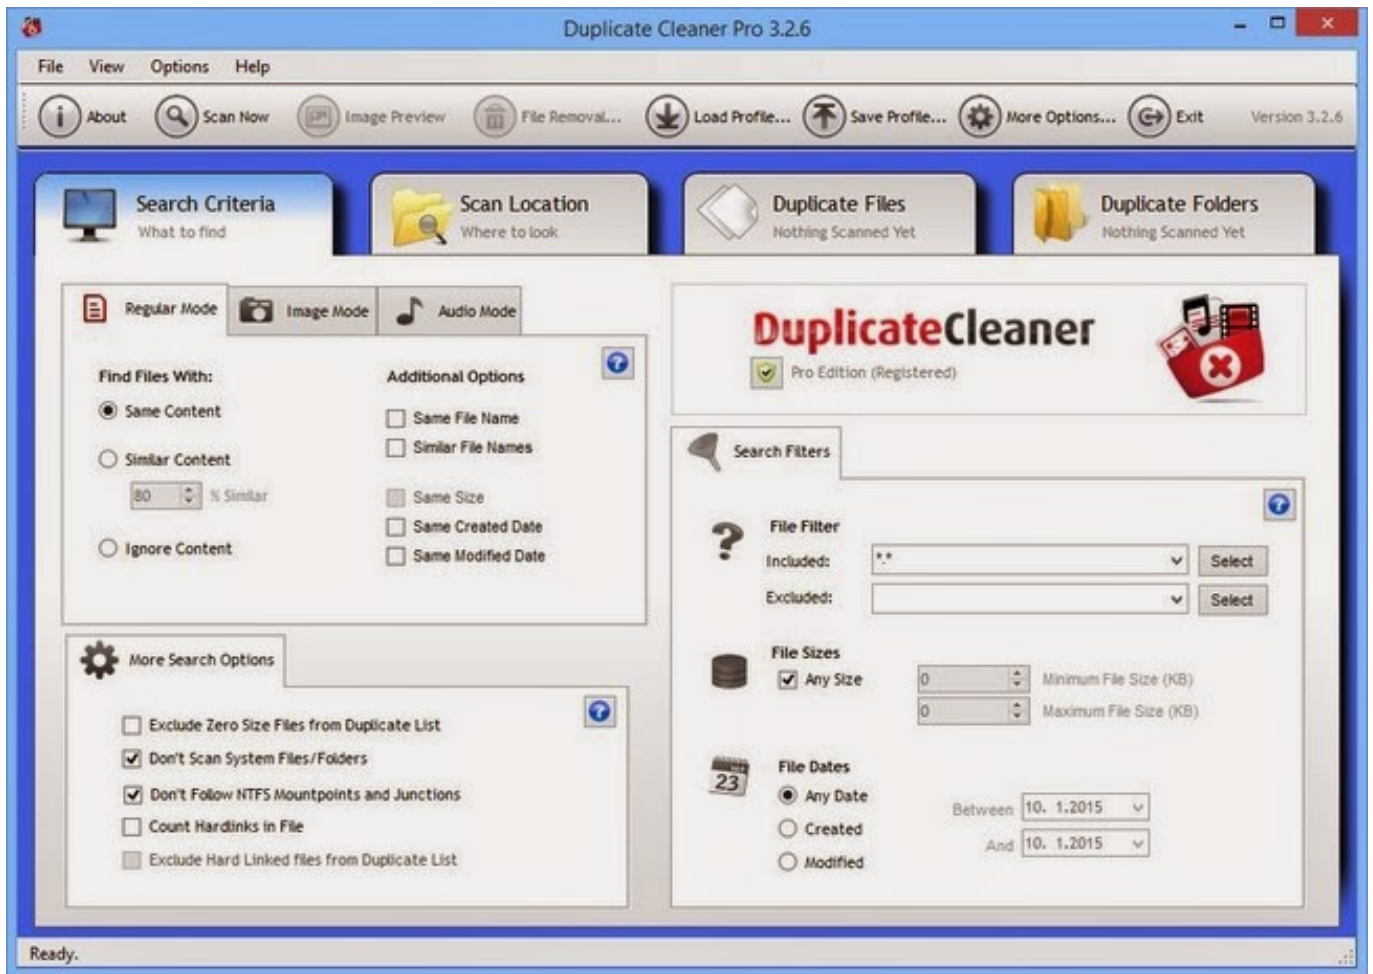 Duplicate Cleaner Pro 3.2.6
File View Options Help
About Scan Now Image Preview File Removal... Load Profile... Save Profile... More Options... Exit Version 3.2.6
Search Criteria
What to find
Scan Location
Where to look
Duplicate Files
Nothing Scanned Yet
Duplicate Folders
Nothing Scanned Yet
Regular Mode Image Mode Audio Mode
Find Files With:
Same Content
Similar Content
80 % Similar
Ignore Content
Additional Options
Same File Name
Similar File Names
Same Size
Same Created Date
Same Modified Date
More Search Options
Exclude Zero Size Files from Duplicate List
Don't Scan System Files/Folders
Don't Follow NTFS Mountpoints and Junctions
Count Hardlinks in File
Exclude Hard Linked files from Duplicate List
DuplicateCleaner
Pro Edition (Registered)
Search Filters
File Filter
Included: *.* Select
Excluded: Select
File Sizes
Any Size 0 Minimum File Size (KB)
0 Maximum File Size (KB)
23
File Dates
Any Date
Created
Modified
Between 10. 1.2015
And 10. 1.2015
Ready.